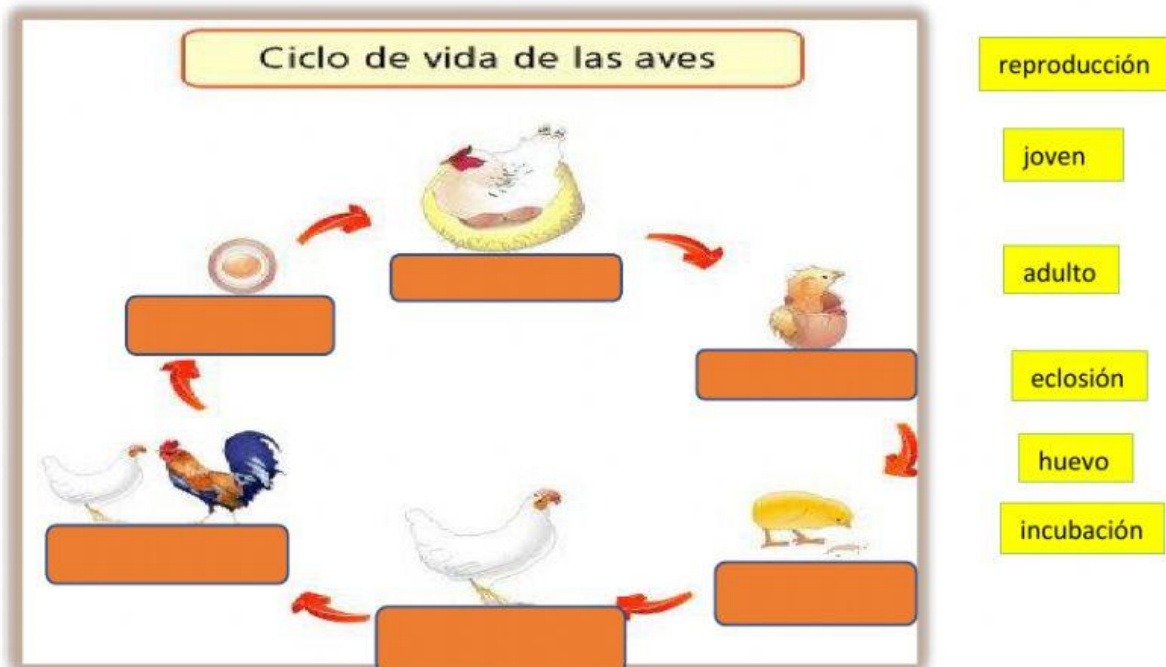 Ciclo de vida de las aves
reproducción
joven
adulto
eclosión
huevo
incubación